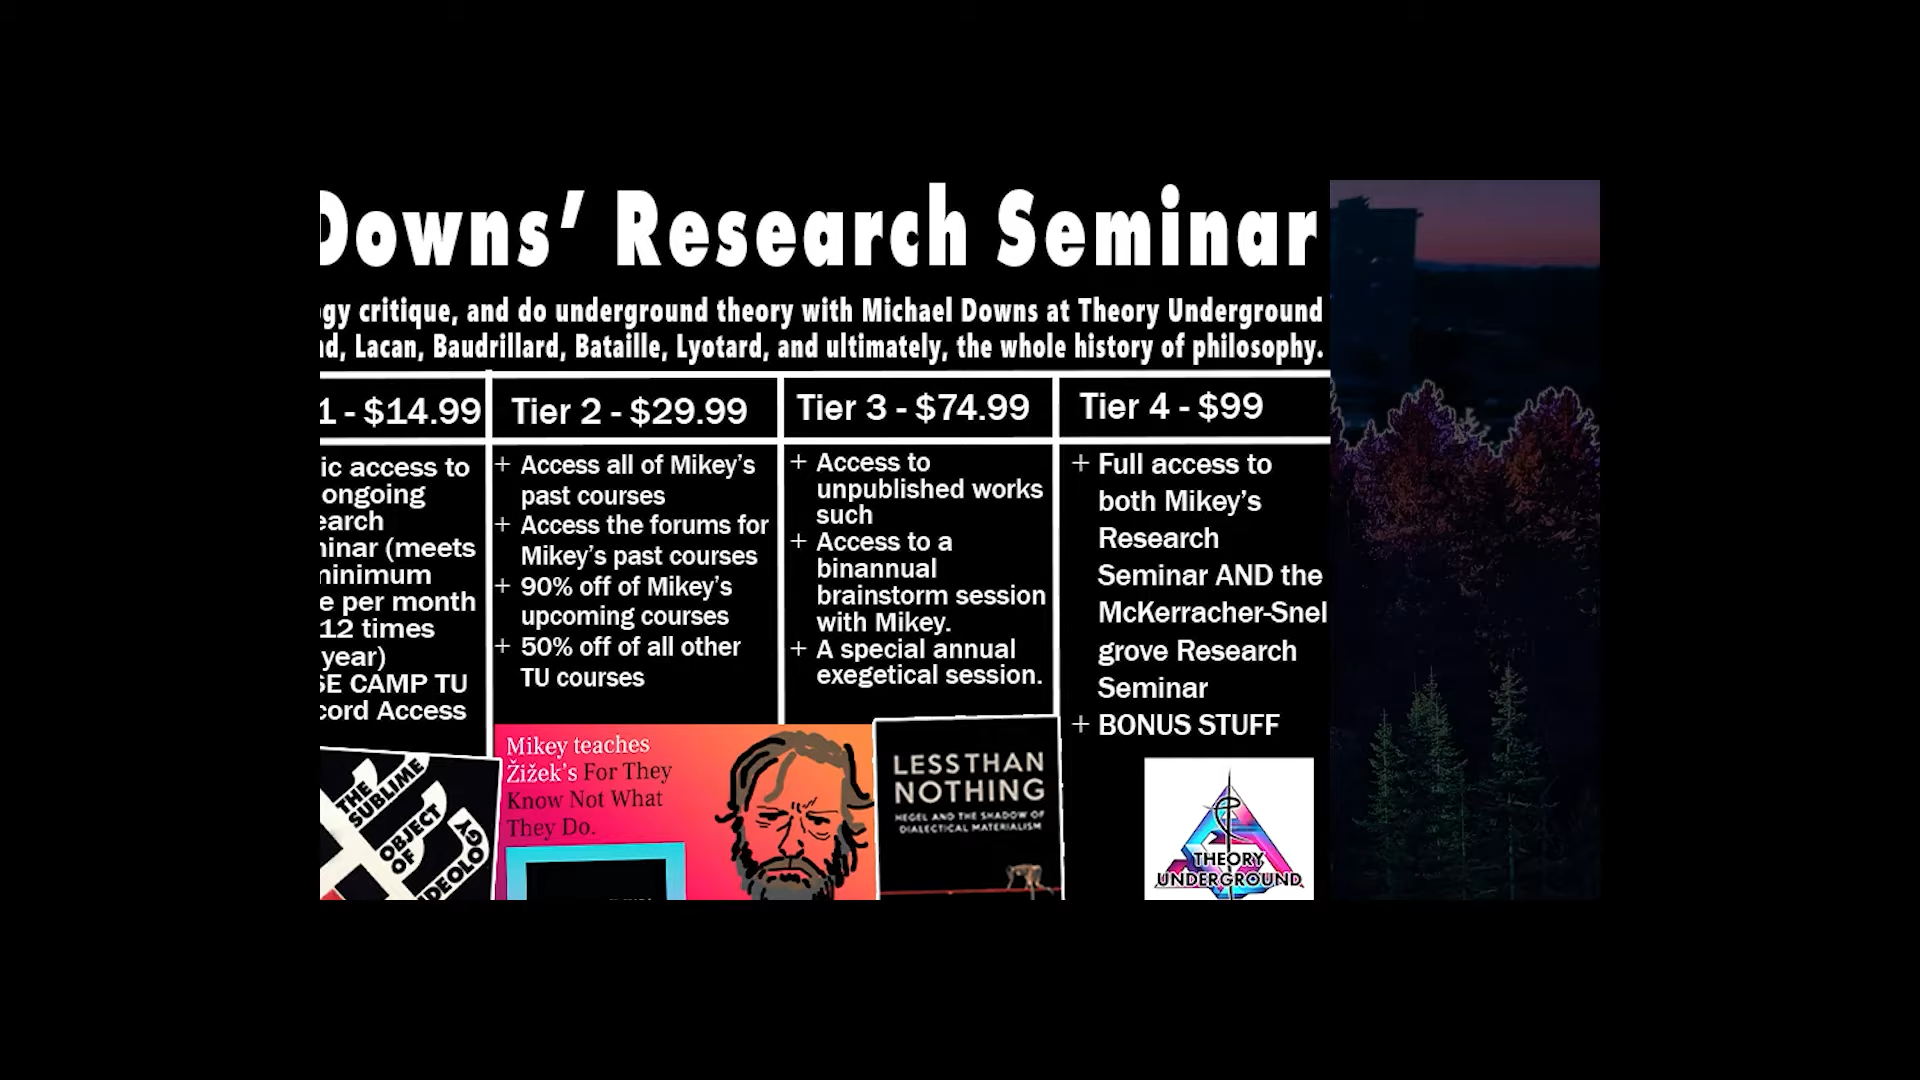 Downs’ Research Seminar
gy critique, and do underground theory with Michael Downs at Theory Underground
Lacan, Baudrillard, Bataille, Lyotard, and ultimately, the whole history of philosophy.
1 - $14.99
ic access to
ongoing
earch
inar (meets
minimum
e per month
12 times
year)
SE CAMP TU
cord Access
Tier 2 - $29.99
+ Access all of Mikey’s
past courses
+ Access the forums for
Mikey’s past courses
+ 90% off of Mikey’s
upcoming courses
+ 50% off of all other
TU courses
Tier 3 - $74.99
+ Access to
unpublished works
such
+ Access to a
binannual
brainstorm session
with Mikey.
+ A special annual
exegetical session.
Tier 4 - $99
+ Full access to
both Mikey’s
Research
Seminar AND the
McKerracher-Snel
grove Research
Seminar
+ BONUS STUFF
THE
SUBLIME
OBJECT
OF
IDEOLOGY
Mikey teaches
Žižek’s For They
Know Not What
They Do.
LESS THAN
NOTHING
HEGEL AND THE SHADOW OF
DIALECTICAL MATERIALISM
THEORY
UNDERGROUND